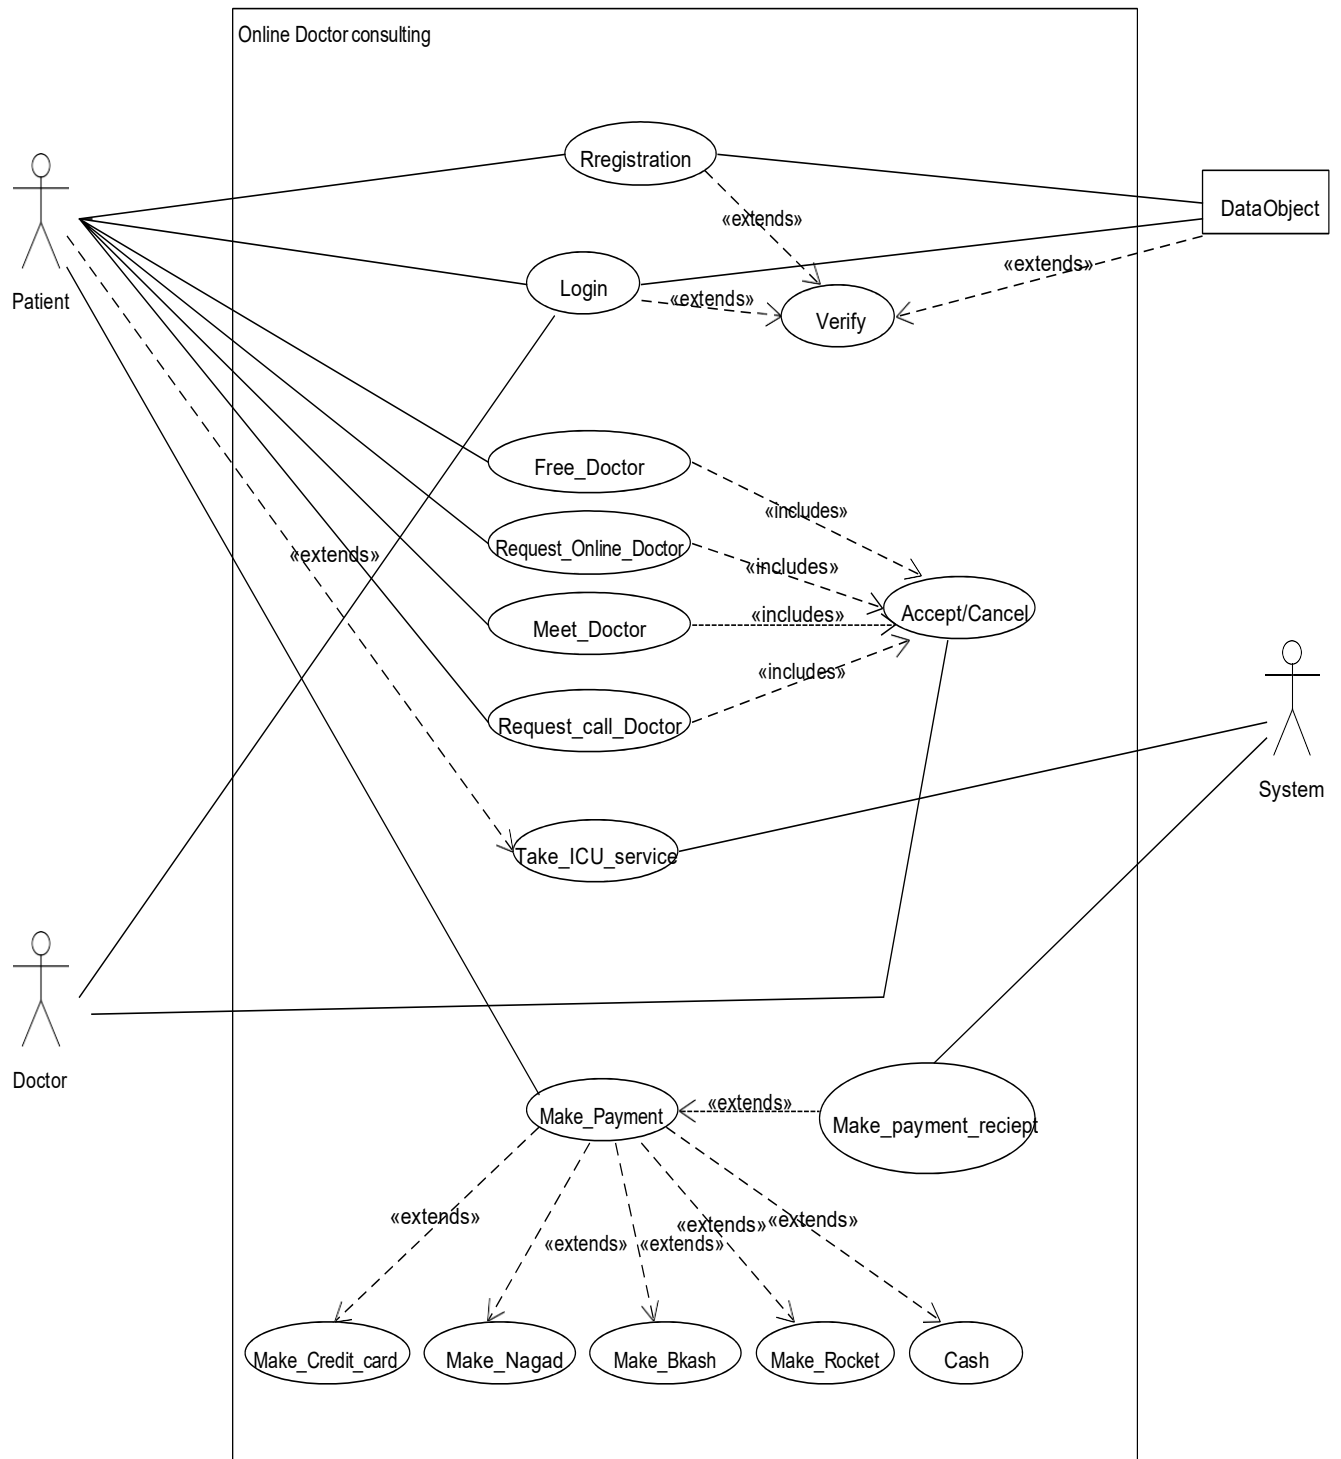 Online Doctor consulting
Rregistration
DataObject
«extends»
«extends»
Patient
Login
«extends»
Verify
Free_Doctor
«includes»
Request_Online_Doctor
«extends»
«includes»
Accept/Cancel
Meet_Doctor
«includes»
«includes»
Request_call_Doctor
System
Take_ICU_service
Doctor
Make_Payment
«extends»
Make_payment_reciept
«extends»
«extends»
«extends»
«extends»
«extends»
Make_Credit_card
Make_Nagad
Make_Bkash
Make_Rocket
Cash